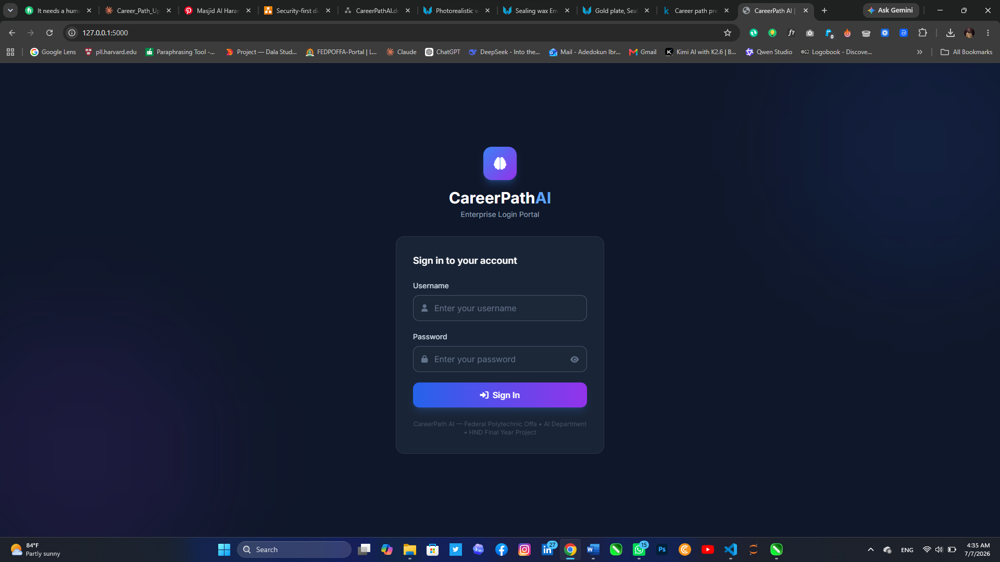 It needs a huma
Career_Path_Up
Masjid Al Haran
Security-first di
CareerPathAI.dr
Photorealistic w
Sealing wax Env
Gold plate, Seal
Career path pre
CareerPath AI |
Ask Gemini
127.0.0.1:5000
Google Lens
pll.harvard.edu
Paraphrasing Tool -...
Project — Dala Stud...
FEDPOFFA-Portal | L...
Claude
ChatGPT
DeepSeek - Into the...
Mail - Adedokun Ibr...
Gmail
Kimi AI with K2.6 | B...
Qwen Studio
Logobook - Discove...
All Bookmarks
CareerPathAI
Enterprise Login Portal
Sign in to your account
Username
Enter your username
Password
Enter your password
Sign In
CareerPath AI — Federal Polytechnic Offa • AI Department
• HND Final Year Project
84°F
Partly sunny
Search
27
15
ENG
4:35 AM
7/7/2026